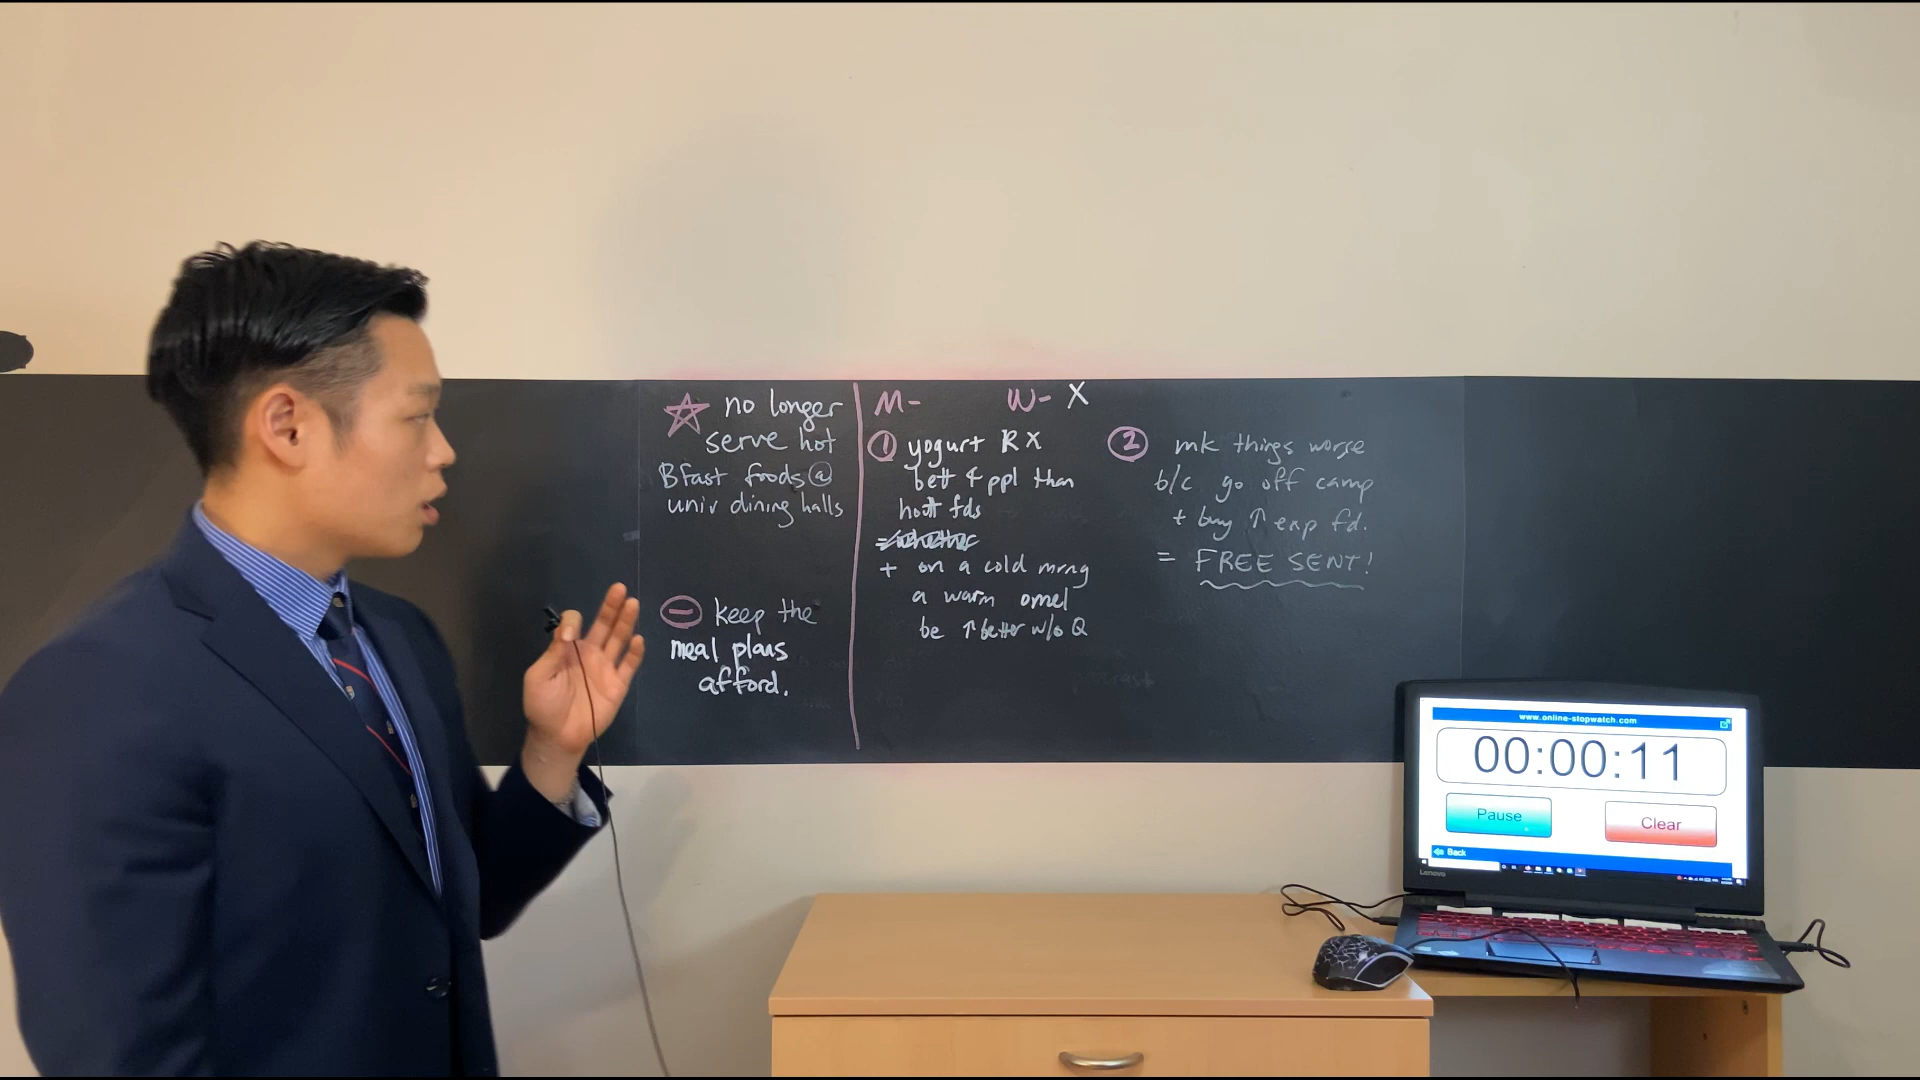 no longer
serve hot
Bfast foods @
univ dining halls
keep the
meal plans
afford.
M-
W- X
1 yogurt RX
bett 4 ppl than
hott fds
+ on a cold mrng
a warm omel
be ↑ better w/o Q
2 mk things worse
b/c go off camp
+ buy ↑ exp fd.
= FREE SENT!
www.online-stopwatch.com
00:00:11
Pause
Clear
Back
Lenovo